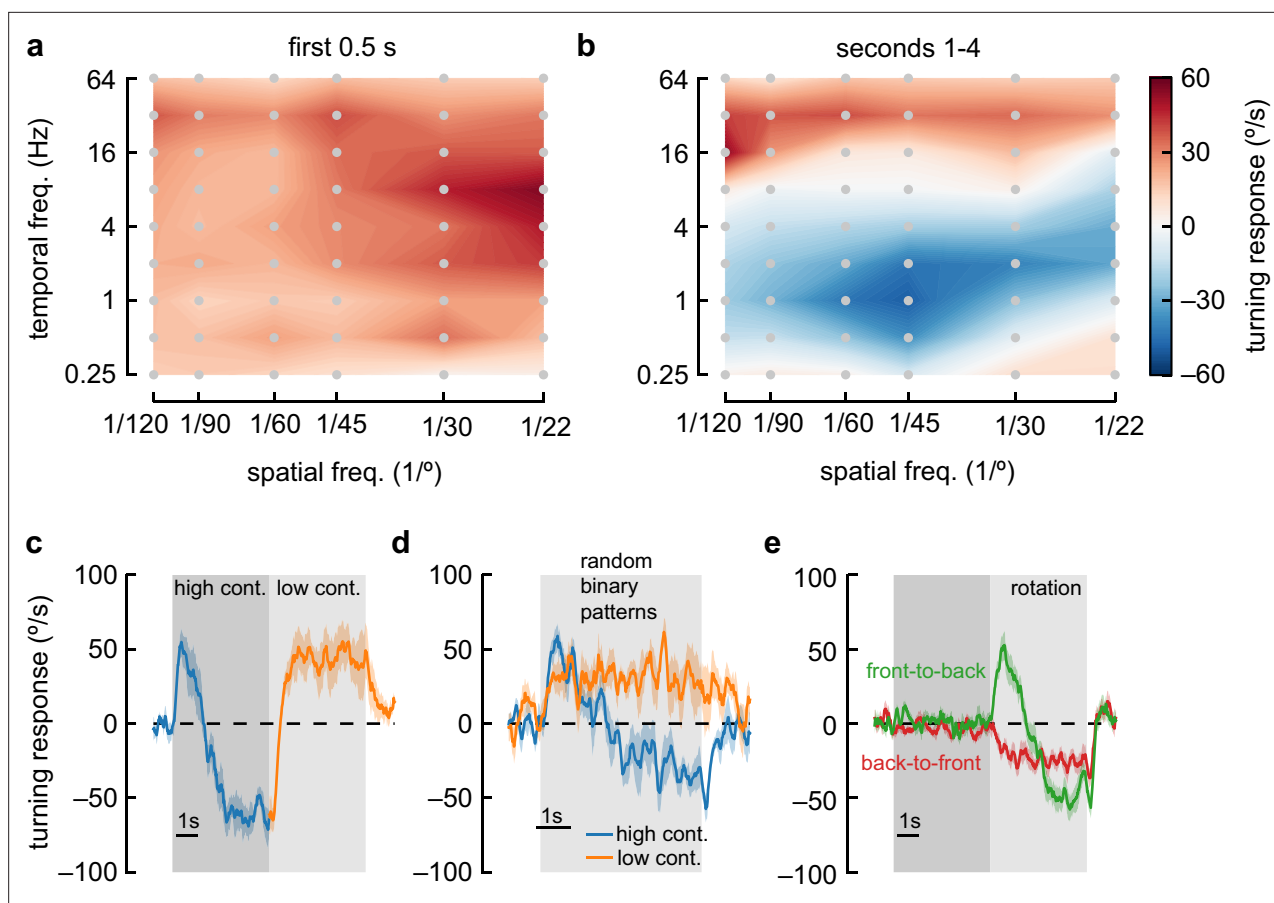 a
first 0.5 s
temporal freq. (Hz)
64
16
4
1
0.25
1/120 1/90 1/60 1/45 1/30 1/22
spatial freq. (1/º)
b
seconds 1-4
64
16
4
1
0.25
1/120 1/90 1/60 1/45 1/30 1/22
spatial freq. (1/º)
60
30
0
–30
–60
turning response (º/s)
c
turning response (º/s)
100
50
0
–50
–100
high cont. low cont.
1s
d
100
50
0
–50
–100
random
binary
patterns
1s
high cont.
low cont.
e
100
50
0
–50
–100
rotation
front-to-back
back-to-front
1s